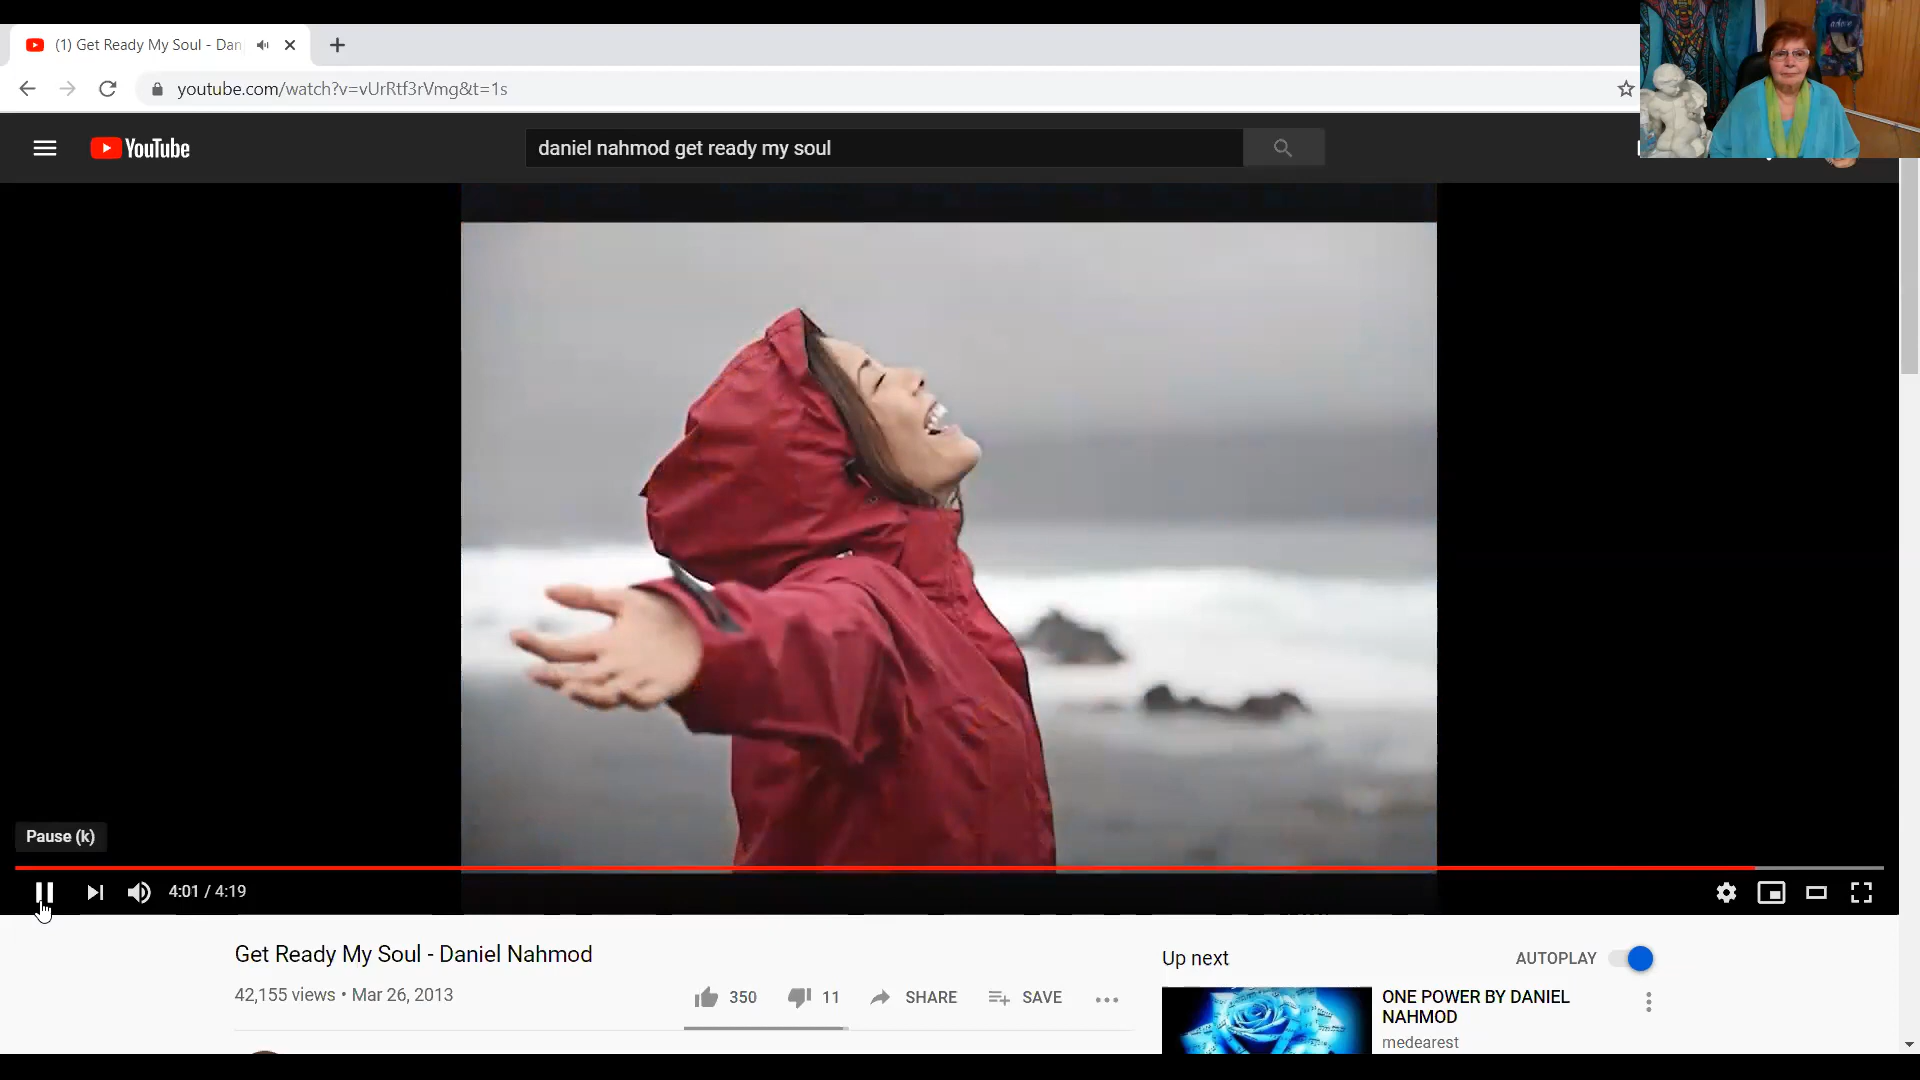 (1) Get Ready My Soul - Dan
youtube.com/watch?v=vUrRtf3rVmg&t=1s
YouTube
daniel nahmod get ready my soul
Pause (k)
4:01 / 4:19
Get Ready My Soul - Daniel Nahmod
42,155 views • Mar 26, 2013
350
11
SHARE
SAVE
Up next
AUTOPLAY
ONE POWER BY DANIEL
NAHMOD
medearest